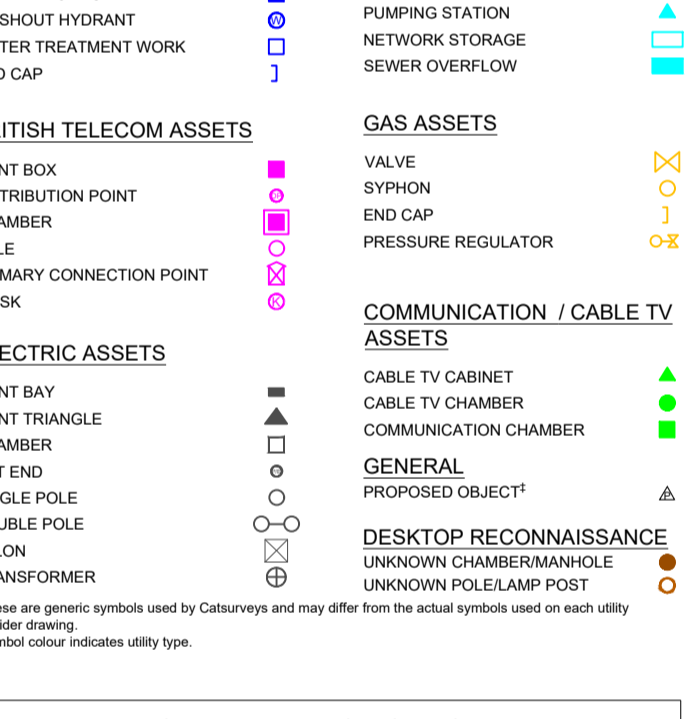 SHOUT HYDRANT
TER TREATMENT WORK
D CAP
ITISH TELECOM ASSETS
NT BOX
TRIBUTION POINT
AMBER
LE
MARY CONNECTION POINT
SK
ECTRIC ASSETS
NT BAY
NT TRIANGLE
AMBER
T END
GLE POLE
UBLE POLE
LON
ANSFORMER
PUMPING STATION
NETWORK STORAGE
SEWER OVERFLOW
GAS ASSETS
VALVE
SYPHON
END CAP
PRESSURE REGULATOR
COMMUNICATION / CABLE TV
ASSETS
CABLE TV CABINET
CABLE TV CHAMBER
COMMUNICATION CHAMBER
GENERAL
PROPOSED OBJECT‡
DESKTOP RECONNAISSANCE
UNKNOWN CHAMBER/MANHOLE
UNKNOWN POLE/LAMP POST
ese are generic symbols used by Catsurveys and may differ from the actual symbols used on each utility
ider drawing.
mbol colour indicates utility type.